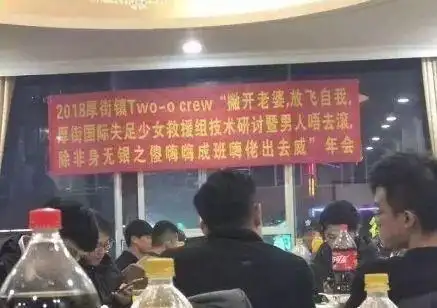 2018厚街镇Two-o crew“撇开老婆,放飞自我,
厚街国际失足少女救援组技术研讨暨男人唔去滚,
除非身无银之傻嗨嗨成班嗨佬出去威”年会
Coca-Cola